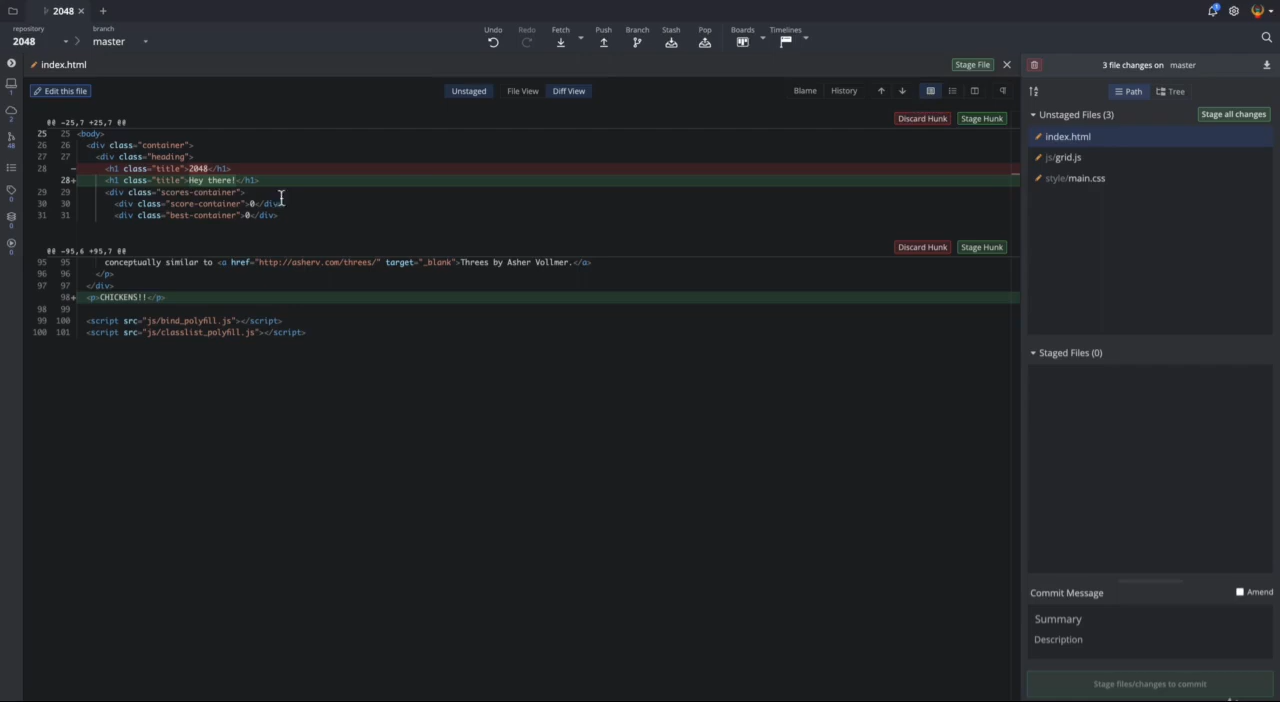 2048
repository
2048
branch
master
Undo
Redo
Fetch
Push
Branch
Stash
Pop
Boards
Timelines
index.html
Stage File
3 file changes on master
Edit this file
Unstaged
File View
Diff View
Blame
History
Path
Tree
@@ -25,7 +25,7 @@
Discard Hunk
Stage Hunk
25 25 <body>
26 26 <div class="container">
27 27 <div class="heading">
28 – <h1 class="title">2048</h1>
28+ <h1 class="title">Hey there!</h1>
29 29 <div class="scores-container">
30 30 <div class="score-container">0</div>
31 31 <div class="best-container">0</div>
@@ -95,6 +95,7 @@
Discard Hunk
Stage Hunk
95 95 conceptually similar to <a href="http://asherv.com/threes/" target="_blank">Threes by Asher Vollmer.</a>
96 96 </p>
97 97 </div>
98+ <p>CHICKENS!!</p>
98 99
99 100 <script src="js/bind_polyfill.js"></script>
100 101 <script src="js/classlist_polyfill.js"></script>
Unstaged Files (3)
Stage all changes
index.html
js/grid.js
style/main.css
Staged Files (0)
Commit Message
Amend
Summary
Description
Stage files/changes to commit
1
2
48
0
0
0